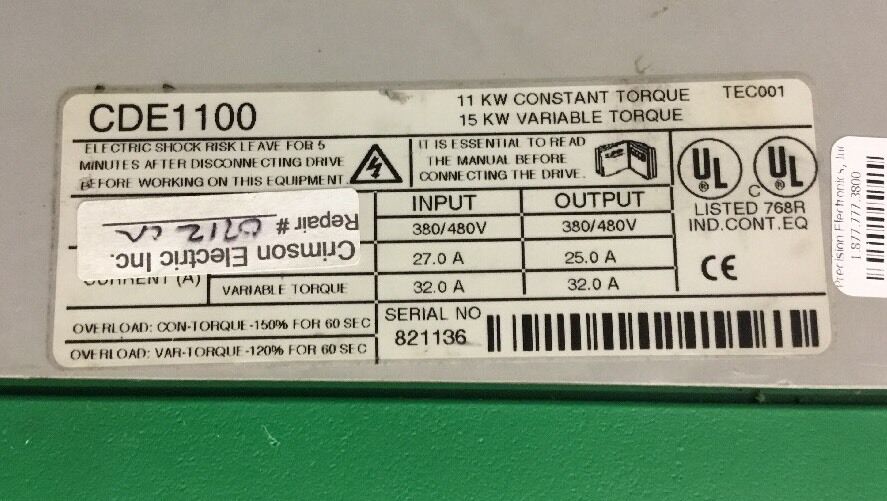 CDE1100
11 KW CONSTANT TORQUE
15 KW VARIABLE TORQUE
TEC001
ELECTRIC SHOCK RISK LEAVE FOR 5
MINUTES AFTER DISCONNECTING DRIVE
BEFORE WORKING ON THIS EQUIPMENT.
IT IS ESSENTIAL TO READ
THE MANUAL BEFORE
CONNECTING THE DRIVE.
UL
®
C
UL
®
LISTED 768R
IND.CONT.EQ
CE
INPUT
OUTPUT
380/480V
380/480V
27.0 A
25.0 A
CURRENT (A)
VARIABLE TORQUE
32.0 A
32.0 A
Crimson Electric Inc.
Repair #
OVERLOAD: CON-TORQUE-150% FOR 60 SEC
OVERLOAD: VAR-TORQUE-120% FOR 60 SEC
SERIAL NO
821136
Precision Electronics, Inc
1.877.777.3800